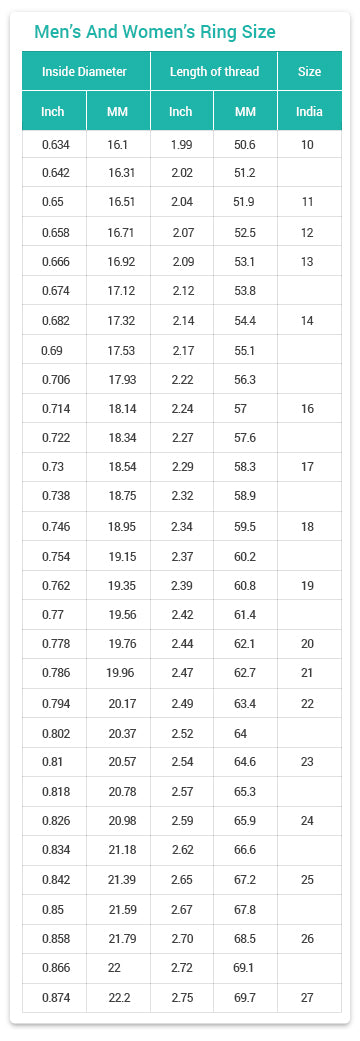 Men's And Women's Ring Size
Inside Diameter Length of thread Size
Inch MM Inch MM India
0.634 16.1 1.99 50.6 10
0.642 16.31 2.02 51.2
0.65 16.51 2.04 51.9 11
0.658 16.71 2.07 52.5 12
0.666 16.92 2.09 53.1 13
0.674 17.12 2.12 53.8
0.682 17.32 2.14 54.4 14
0.69 17.53 2.17 55.1
0.706 17.93 2.22 56.3
0.714 18.14 2.24 57 16
0.722 18.34 2.27 57.6
0.73 18.54 2.29 58.3 17
0.738 18.75 2.32 58.9
0.746 18.95 2.34 59.5 18
0.754 19.15 2.37 60.2
0.762 19.35 2.39 60.8 19
0.77 19.56 2.42 61.4
0.778 19.76 2.44 62.1 20
0.786 19.96 2.47 62.7 21
0.794 20.17 2.49 63.4 22
0.802 20.37 2.52 64
0.81 20.57 2.54 64.6 23
0.818 20.78 2.57 65.3
0.826 20.98 2.59 65.9 24
0.834 21.18 2.62 66.6
0.842 21.39 2.65 67.2 25
0.85 21.59 2.67 67.8
0.858 21.79 2.70 68.5 26
0.866 22 2.72 69.1
0.874 22.2 2.75 69.7 27